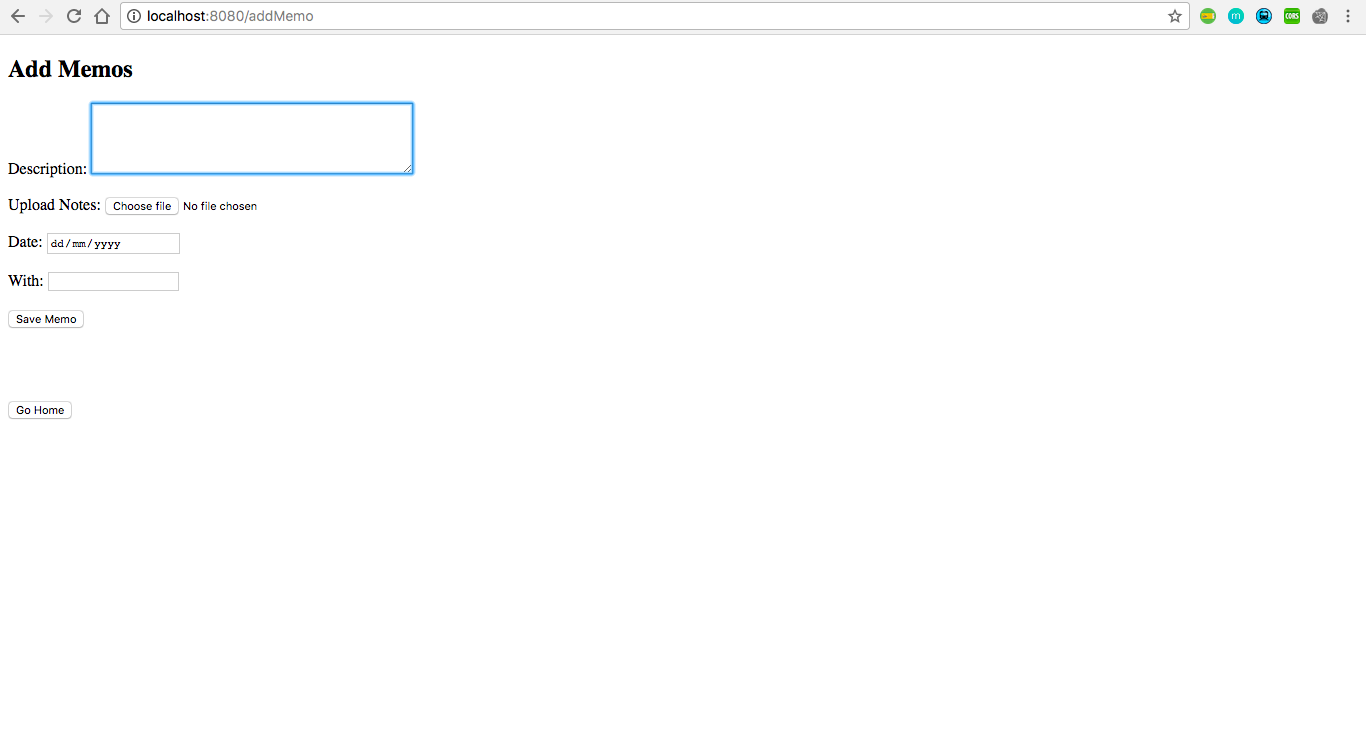 localhost:8080/addMemo
m
CORS
Add Memos
Description:
Upload Notes: Choose file No file chosen
Date: dd/mm/yyyy
With:
Save Memo
Go Home